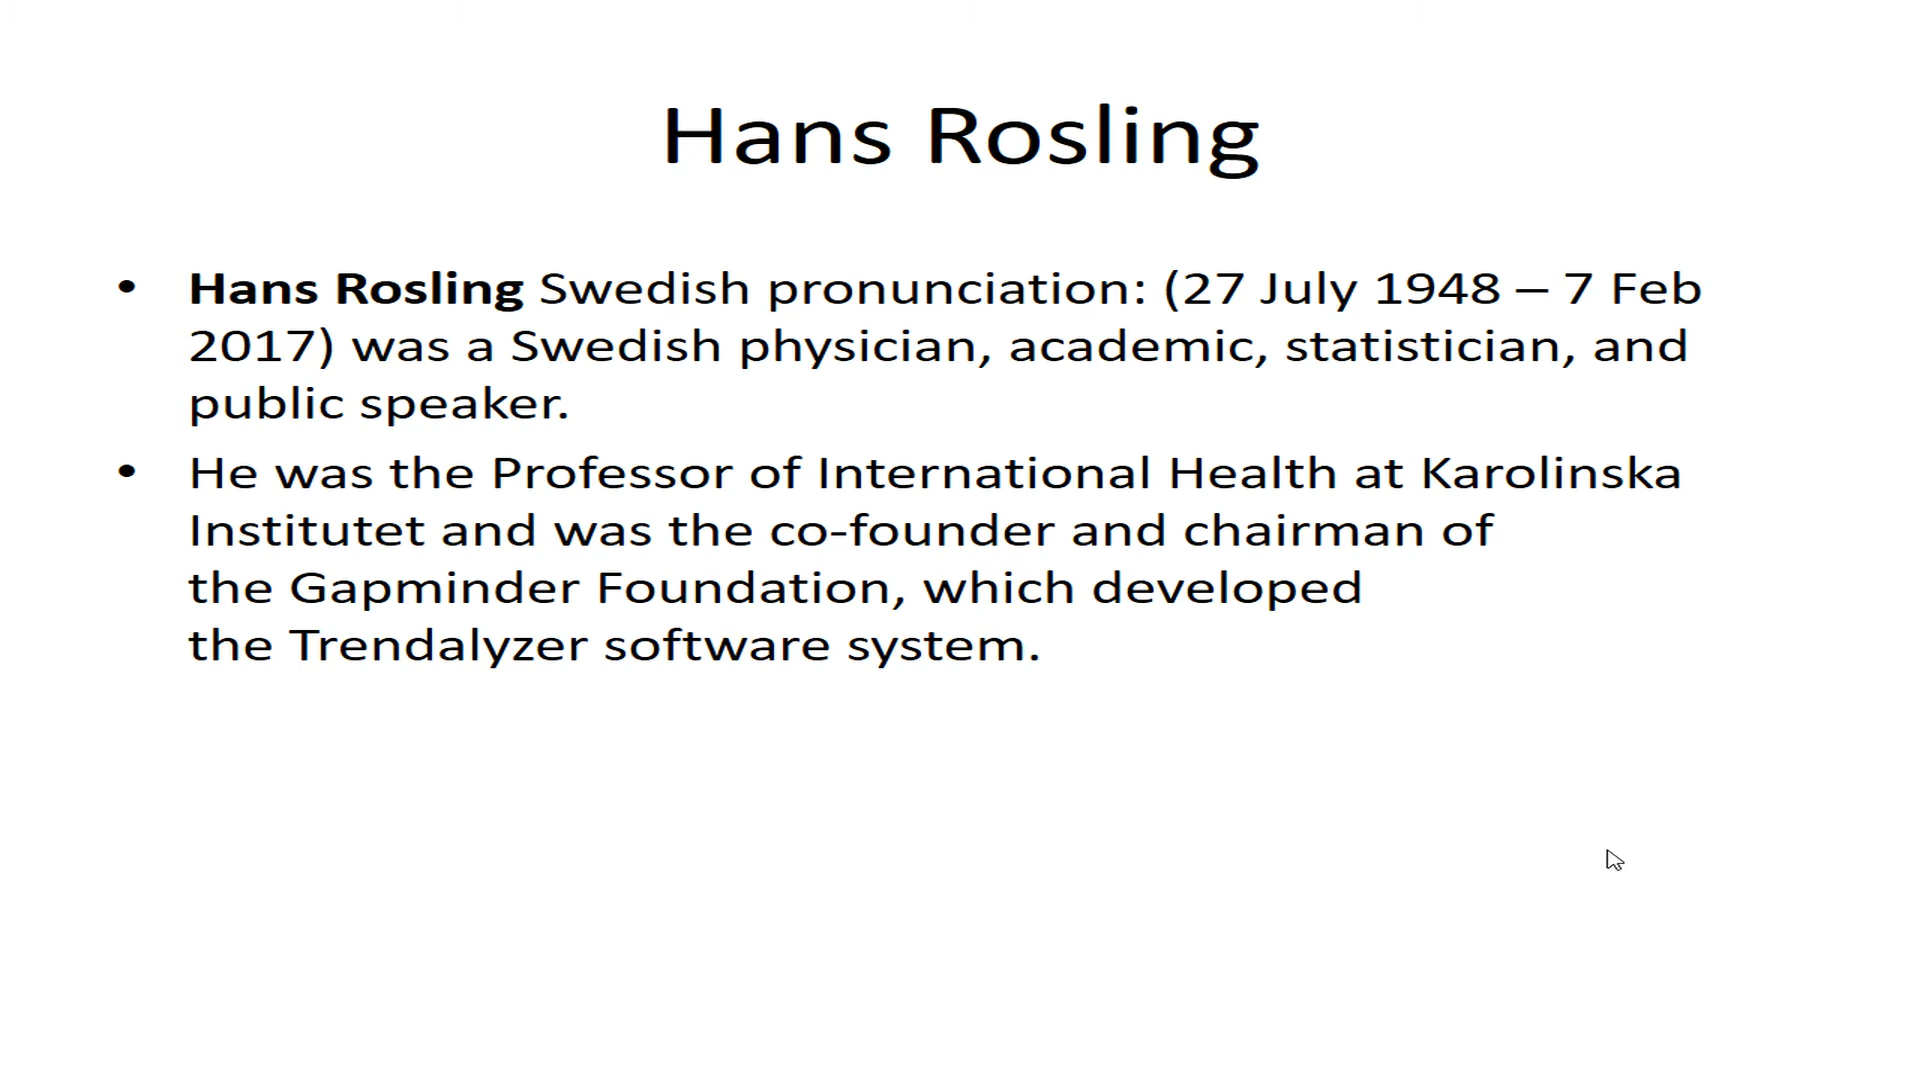 Hans Rosling
• Hans Rosling Swedish pronunciation: (27 July 1948 – 7 Feb
2017) was a Swedish physician, academic, statistician, and
public speaker.
• He was the Professor of International Health at Karolinska
Institutet and was the co-founder and chairman of
the Gapminder Foundation, which developed
the Trendalyzer software system.